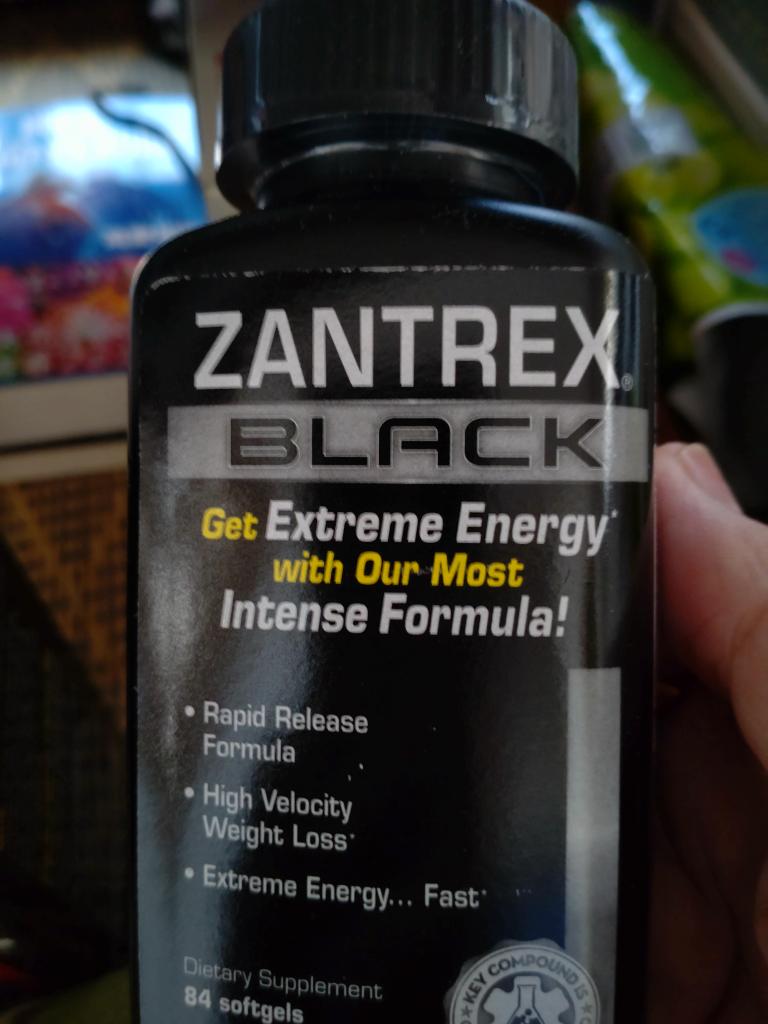 ZANTREX®
BLACK
Get Extreme Energy*
with Our Most
Intense Formula!
• Rapid Release
Formula
• High Velocity
Weight Loss*
• Extreme Energy... Fast*
Dietary Supplement
84 softgels
KEY COMPOUND IS